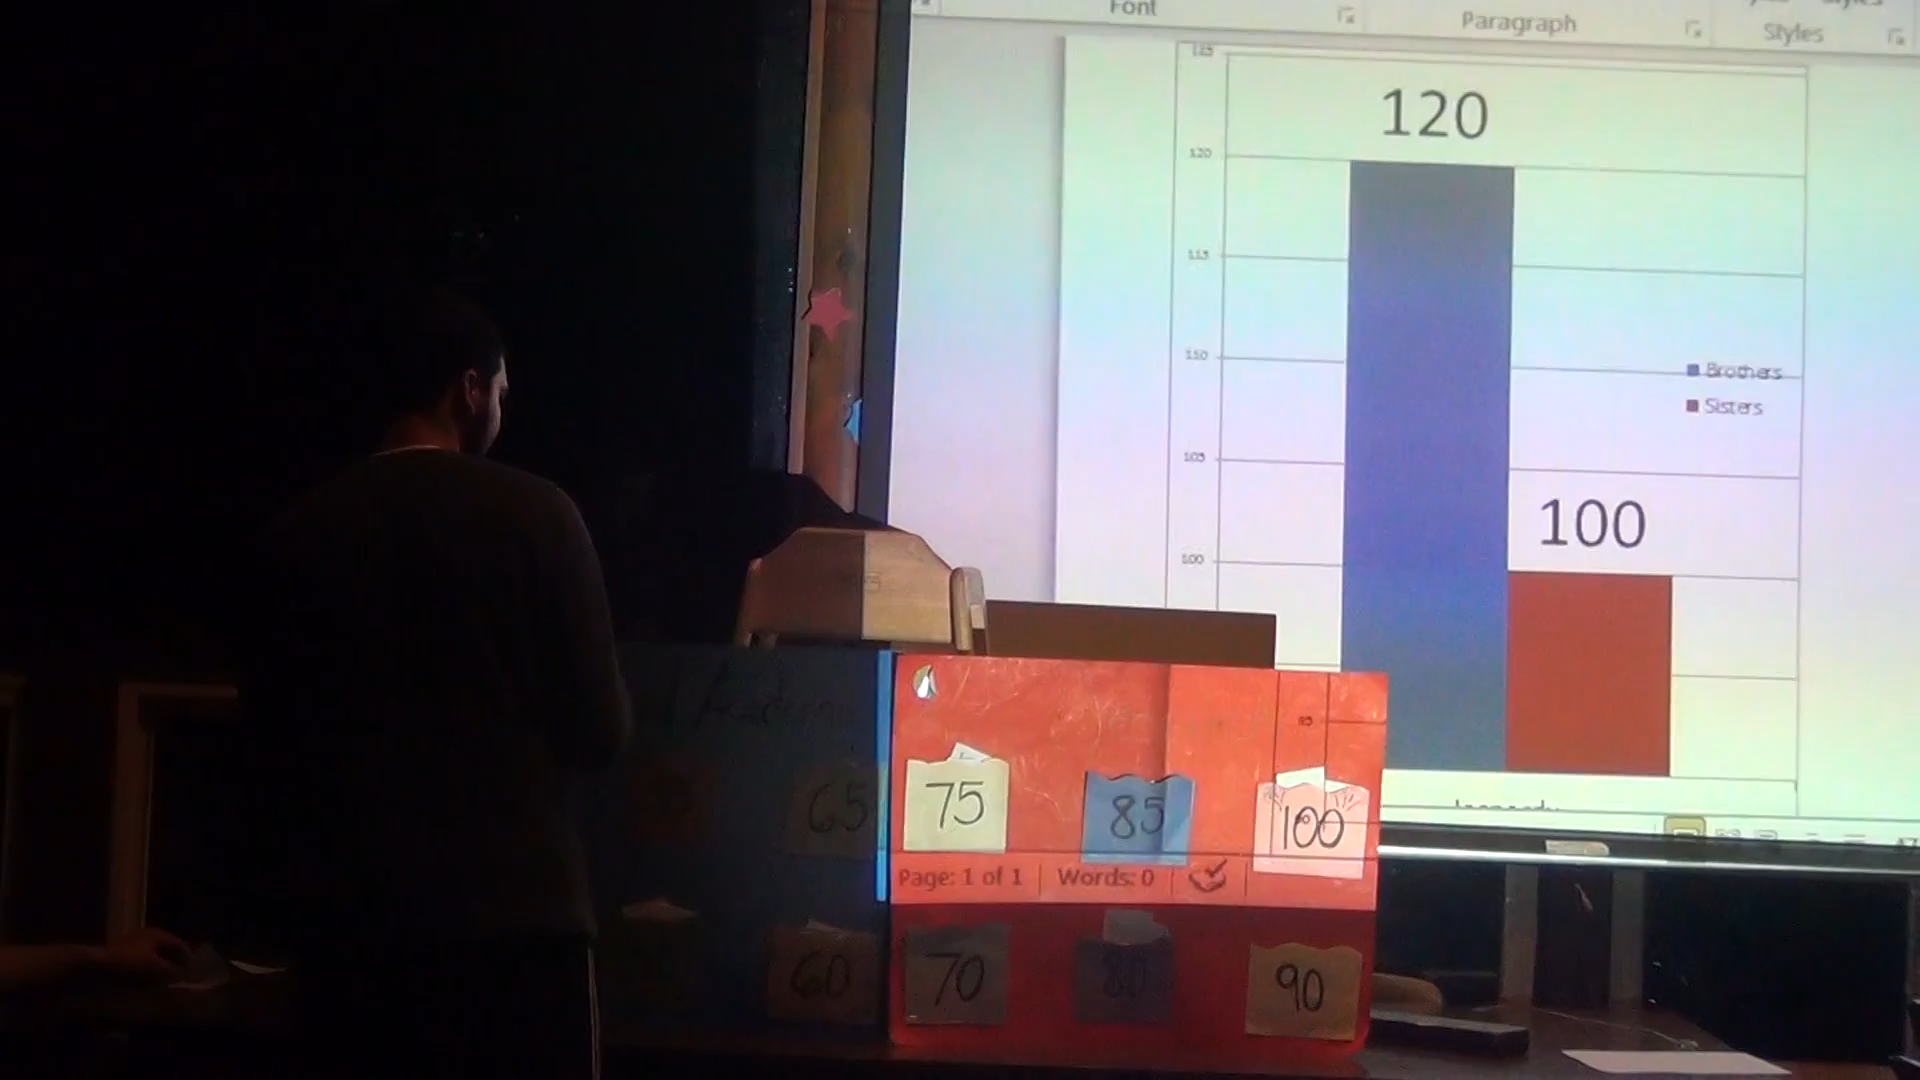 Font
Paragraph
Styles
125
120
120
115
110
Brothers
Sisters
105
100
100
Jeopardy
65
75
85
100
Page: 1 of 1
Words: 0
60
70
80
90